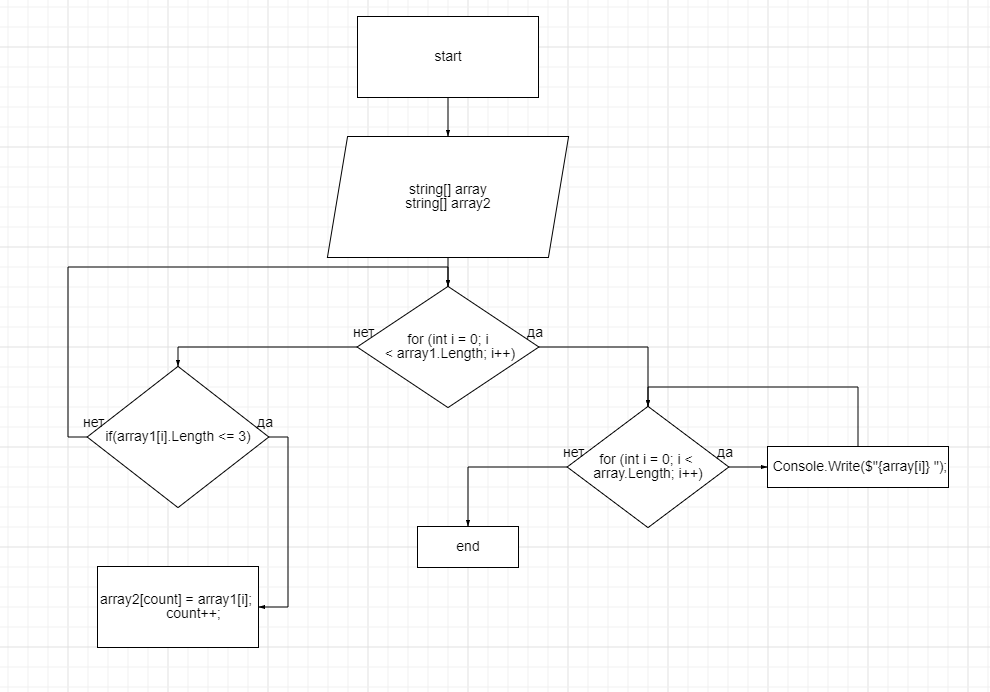 start
string[] array
string[] array2
нет
да
for (int i = 0; i
< array1.Length; i++)
нет
да
if(array1[i].Length <= 3)
нет
да
for (int i = 0; i <
array.Length; i++)
Console.Write($"{array[i]} ");
end
array2[count] = array1[i];
count++;